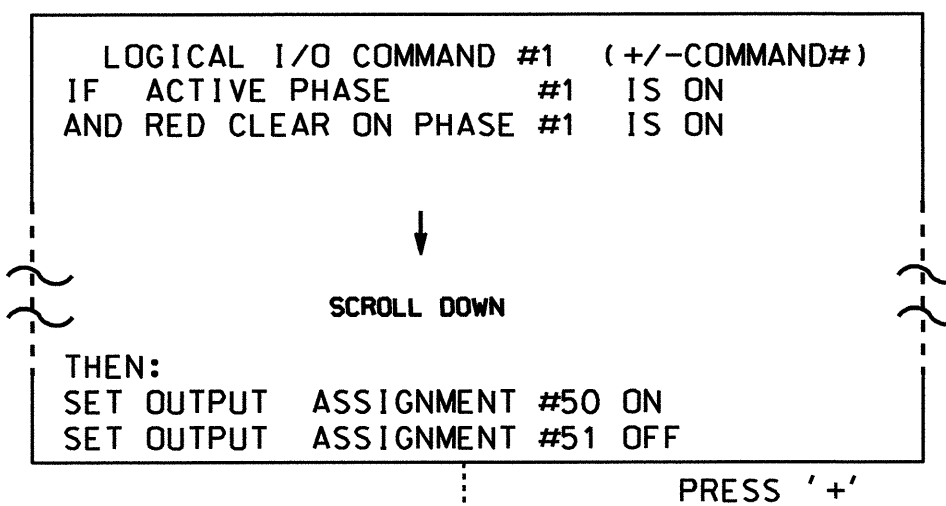 LOGICAL I/O COMMAND #1 (+/-COMMAND#)
IF ACTIVE PHASE #1 IS ON
AND RED CLEAR ON PHASE #1 IS ON
SCROLL DOWN
THEN:
SET OUTPUT ASSIGNMENT #50 ON
SET OUTPUT ASSIGNMENT #51 OFF
PRESS '+'